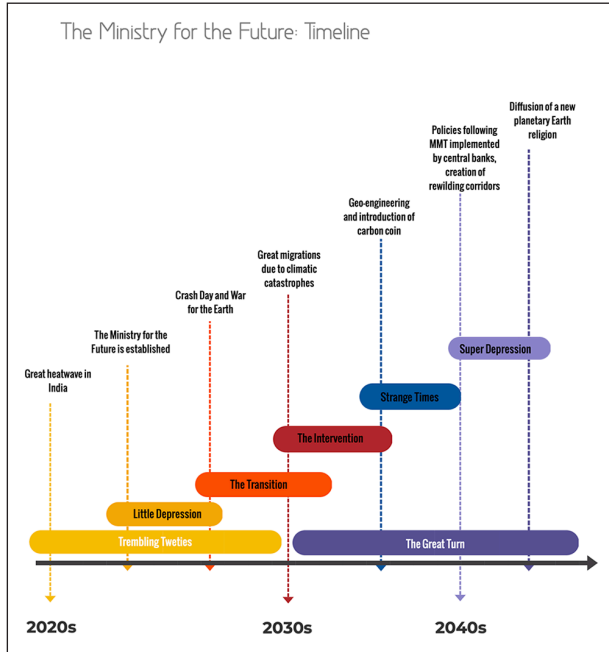 The Ministry for the Future: Timeline
Diffusion of a new
planetary Earth
religion
Policies following
MMT implemented
by central banks,
creation of
rewilding corridors
Geo-engineering
and introduction of
carbon coin
Great migrations
due to climatic
catastrophes
Crash Day and War
for the Earth
The Ministry for the
Future is established
Great heatwave in
India
Super Depression
Strange Times
The Intervention
The Transition
Little Depression
Trembling Tweties
The Great Turn
2020s
2030s
2040s